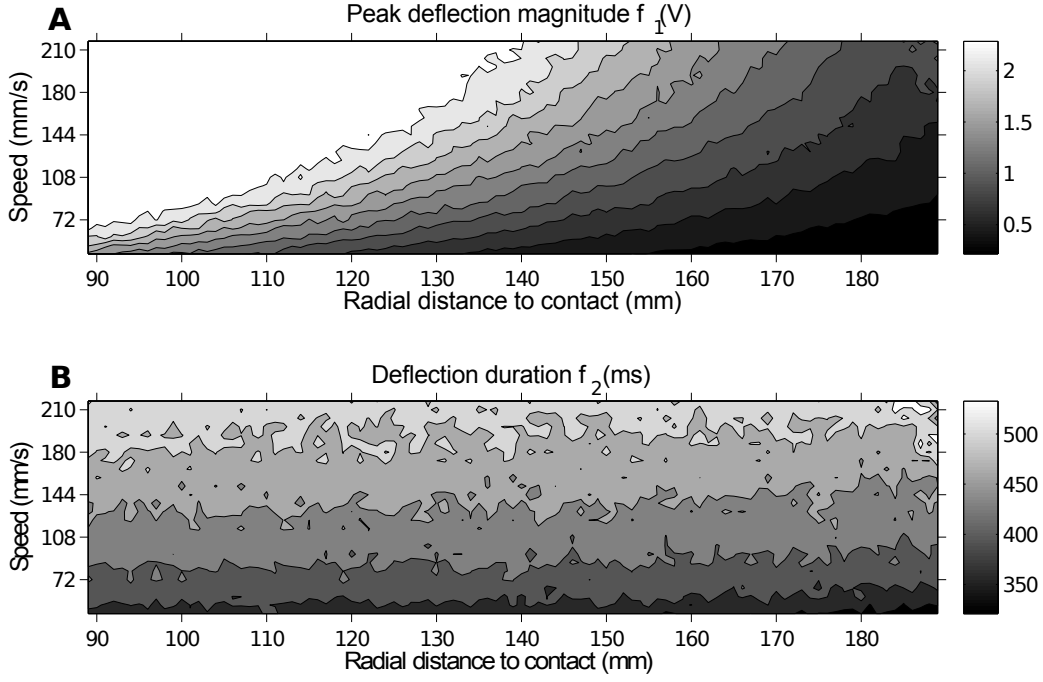 A
Peak deflection magnitude f 1(V)
Speed (mm/s)
210
180
144
108
72
90 100 110 120 130 140 150 160 170 180
Radial distance to contact (mm)
2
1.5
1
0.5
B
Deflection duration f 2(ms)
Speed (mm/s)
210
180
144
108
72
90 100 110 120 130 140 150 160 170 180
Radial distance to contact (mm)
500
450
400
350